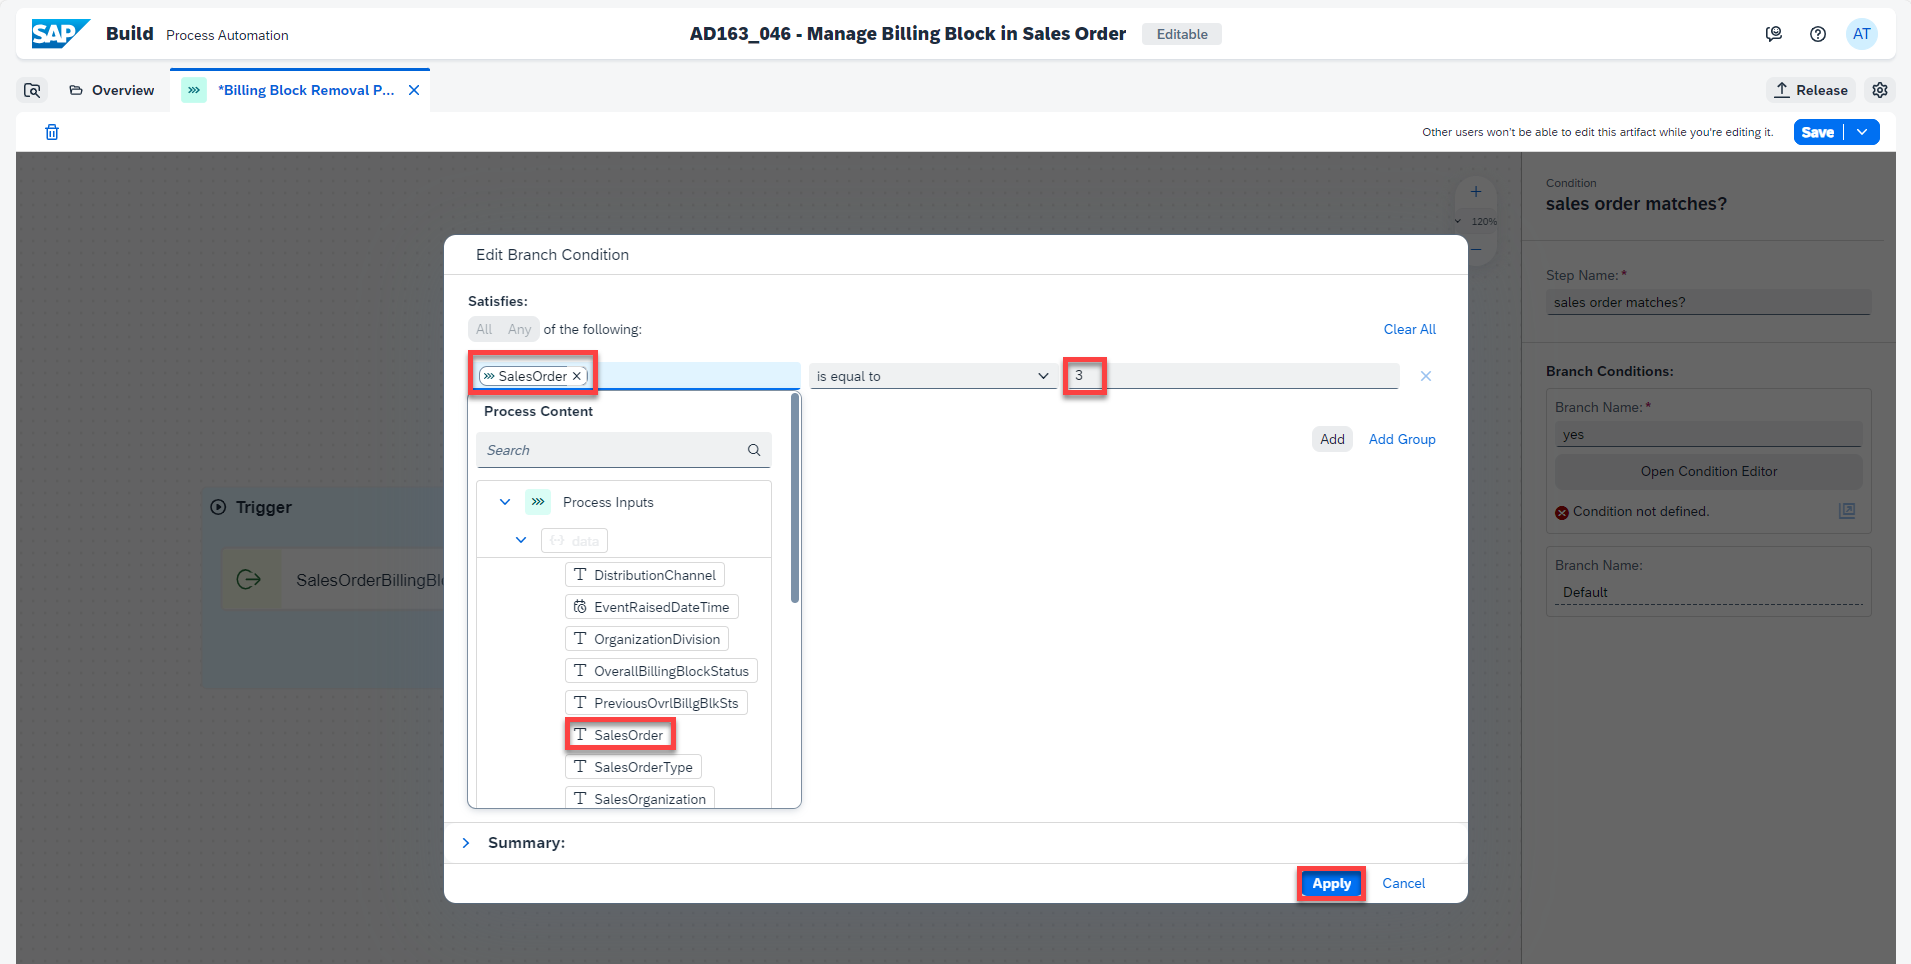 SAP Build Process Automation
AD163_046 - Manage Billing Block in Sales Order Editable
AT
Overview
*Billing Block Removal P...
Release
Other users won't be able to edit this artifact while you're editing it.
Save
120%
Condition
sales order matches?
Step Name: *
sales order matches?
Branch Conditions:
Branch Name: *
yes
Open Condition Editor
Condition not defined.
Branch Name:
Default
Trigger
SalesOrderBillingBl
Edit Branch Condition
Satisfies:
All Any of the following:
Clear All
SalesOrder
is equal to
3
Process Content
Search
Add
Add Group
Process Inputs
data
DistributionChannel
EventRaisedDateTime
OrganizationDivision
OverallBillingBlockStatus
PreviousOvrlBillgBlkSts
SalesOrder
SalesOrderType
SalesOrganization
Summary:
Apply
Cancel